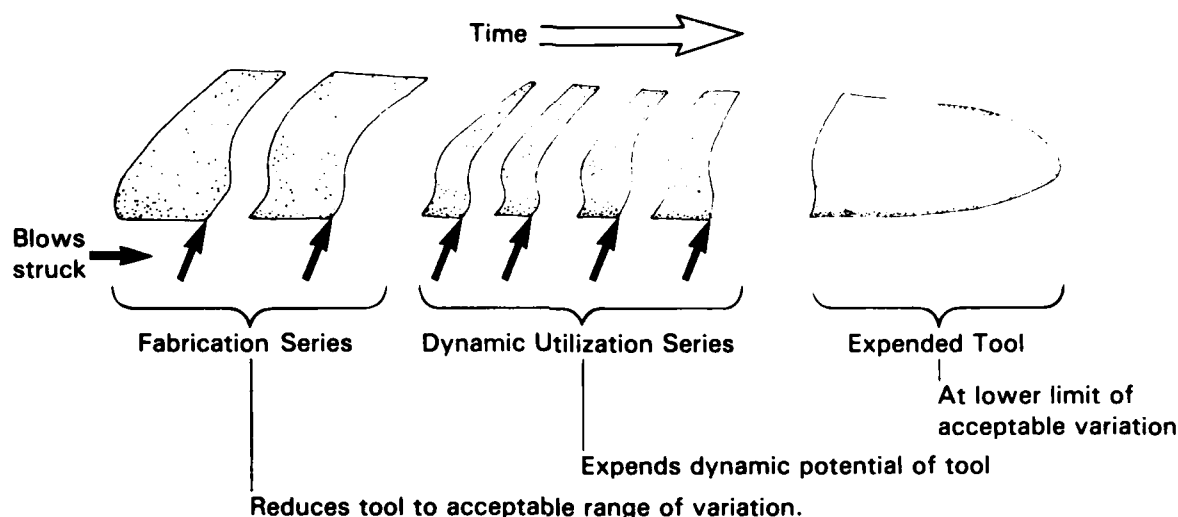 Time
Blows
struck
Fabrication Series
Dynamic Utilization Series
Expended Tool
At lower limit of
acceptable variation
Expends dynamic potential of tool
Reduces tool to acceptable range of variation.